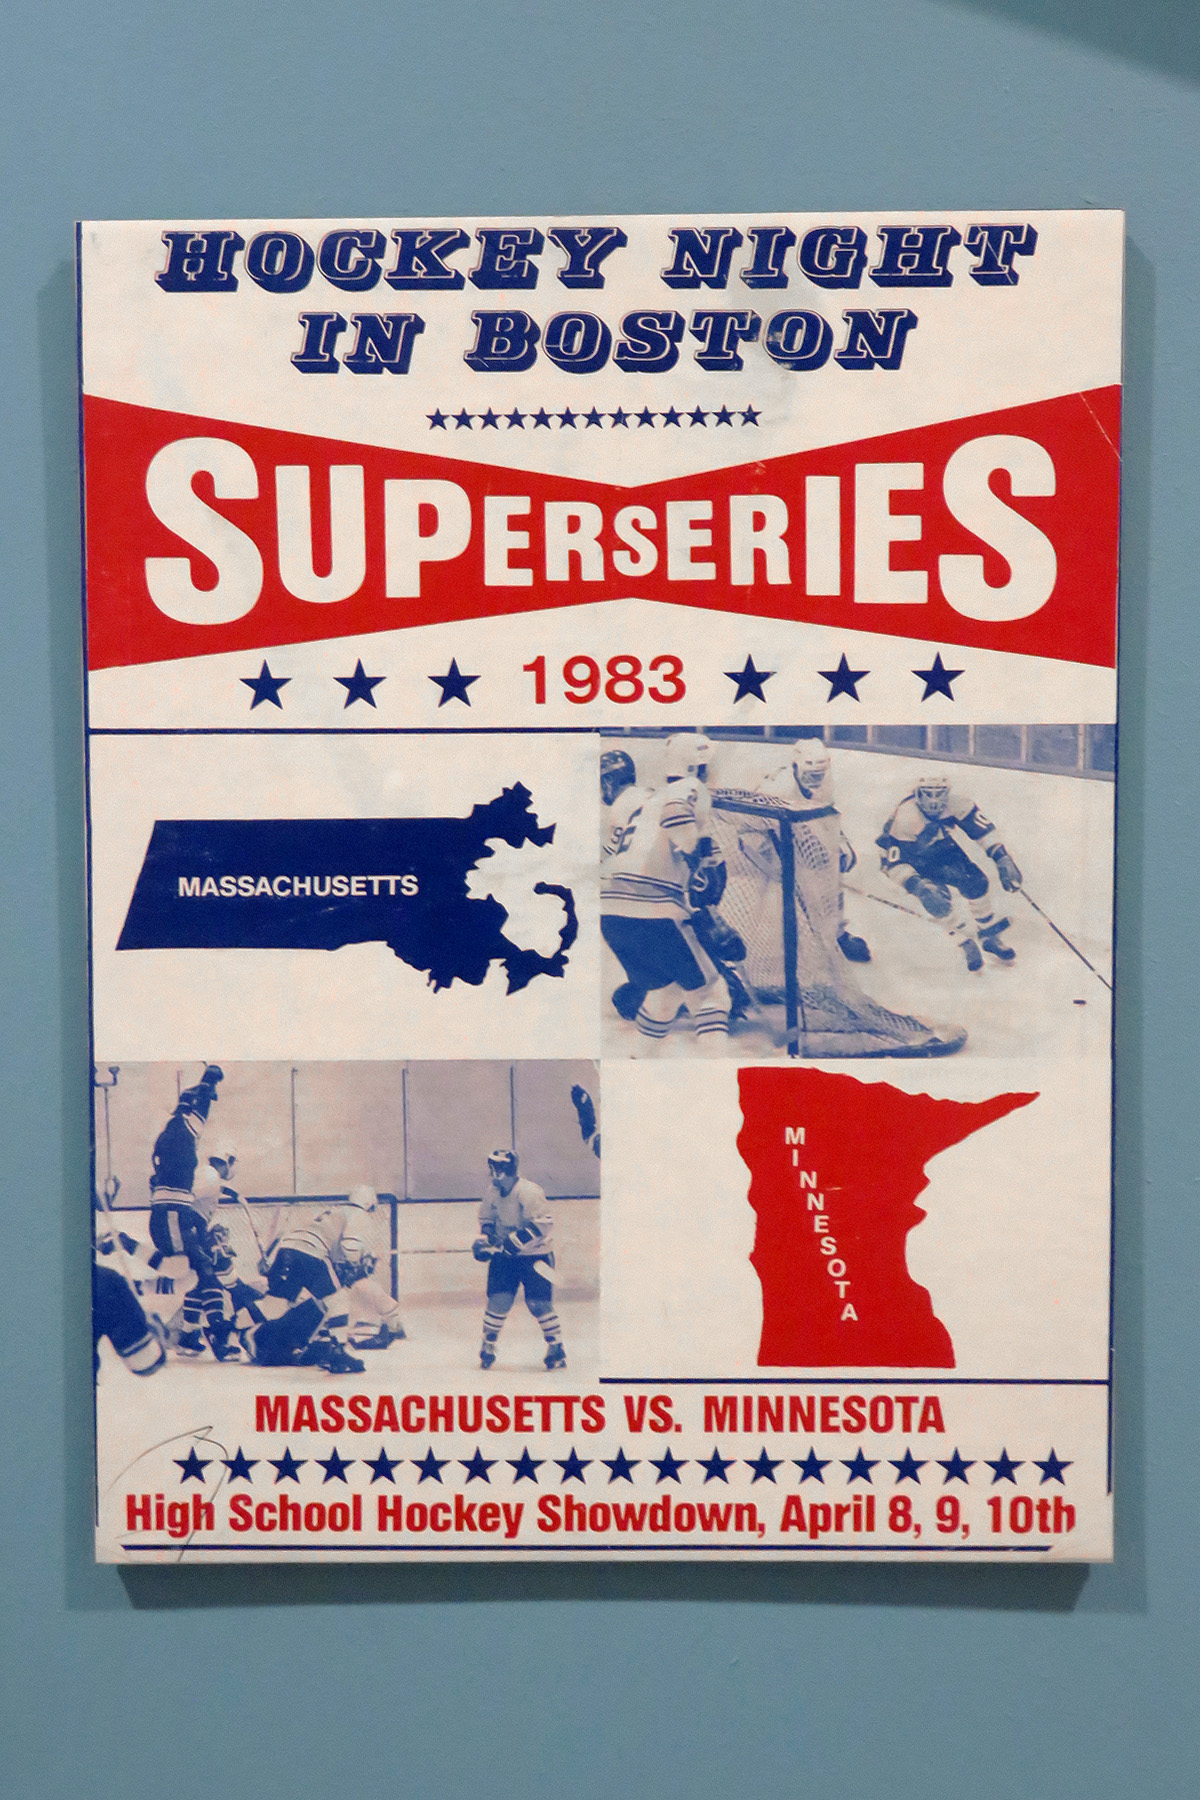 HOCKEY NIGHT
IN BOSTON
SUPERSERIES
1983
MASSACHUSETTS
10
MINNESOTA
MASSACHUSETTS VS. MINNESOTA
High School Hockey Showdown, April 8, 9, 10th